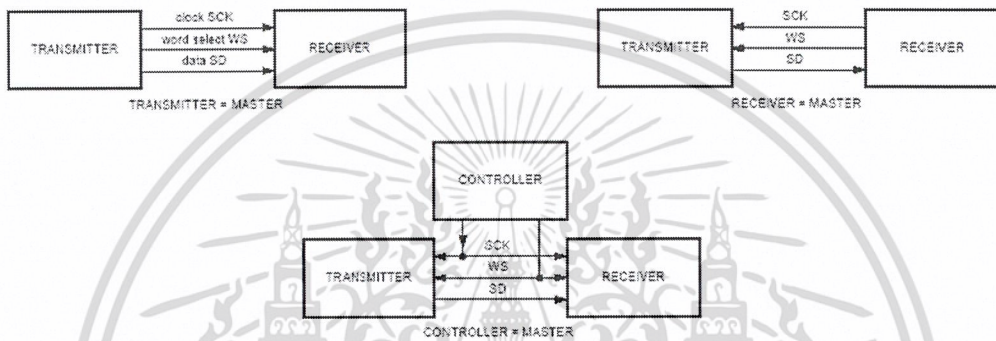 clock SCK
word select WS
data SD
TRANSMITTER
RECEIVER
TRANSMITTER = MASTER
SCK
WS
SD
TRANSMITTER
RECEIVER
RECEIVER = MASTER
CONTROLLER
SCK
WS
SD
TRANSMITTER
RECEIVER
CONTROLLER = MASTER